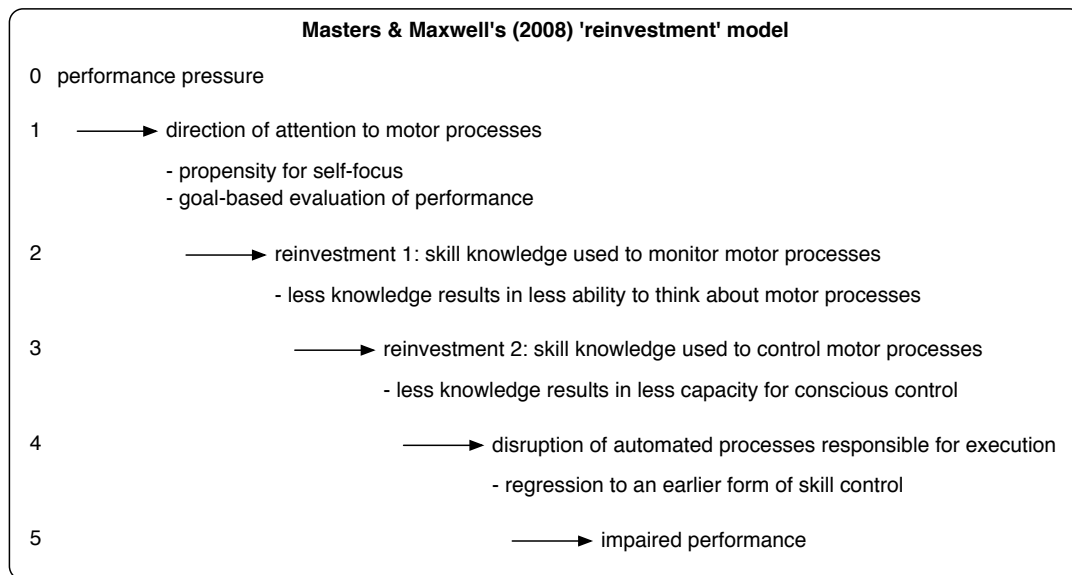 Masters & Maxwell's (2008) 'reinvestment' model
0 performance pressure
1 direction of attention to motor processes
- propensity for self-focus
- goal-based evaluation of performance
2 reinvestment 1: skill knowledge used to monitor motor processes
- less knowledge results in less ability to think about motor processes
3 reinvestment 2: skill knowledge used to control motor processes
- less knowledge results in less capacity for conscious control
4 disruption of automated processes responsible for execution
- regression to an earlier form of skill control
5 impaired performance